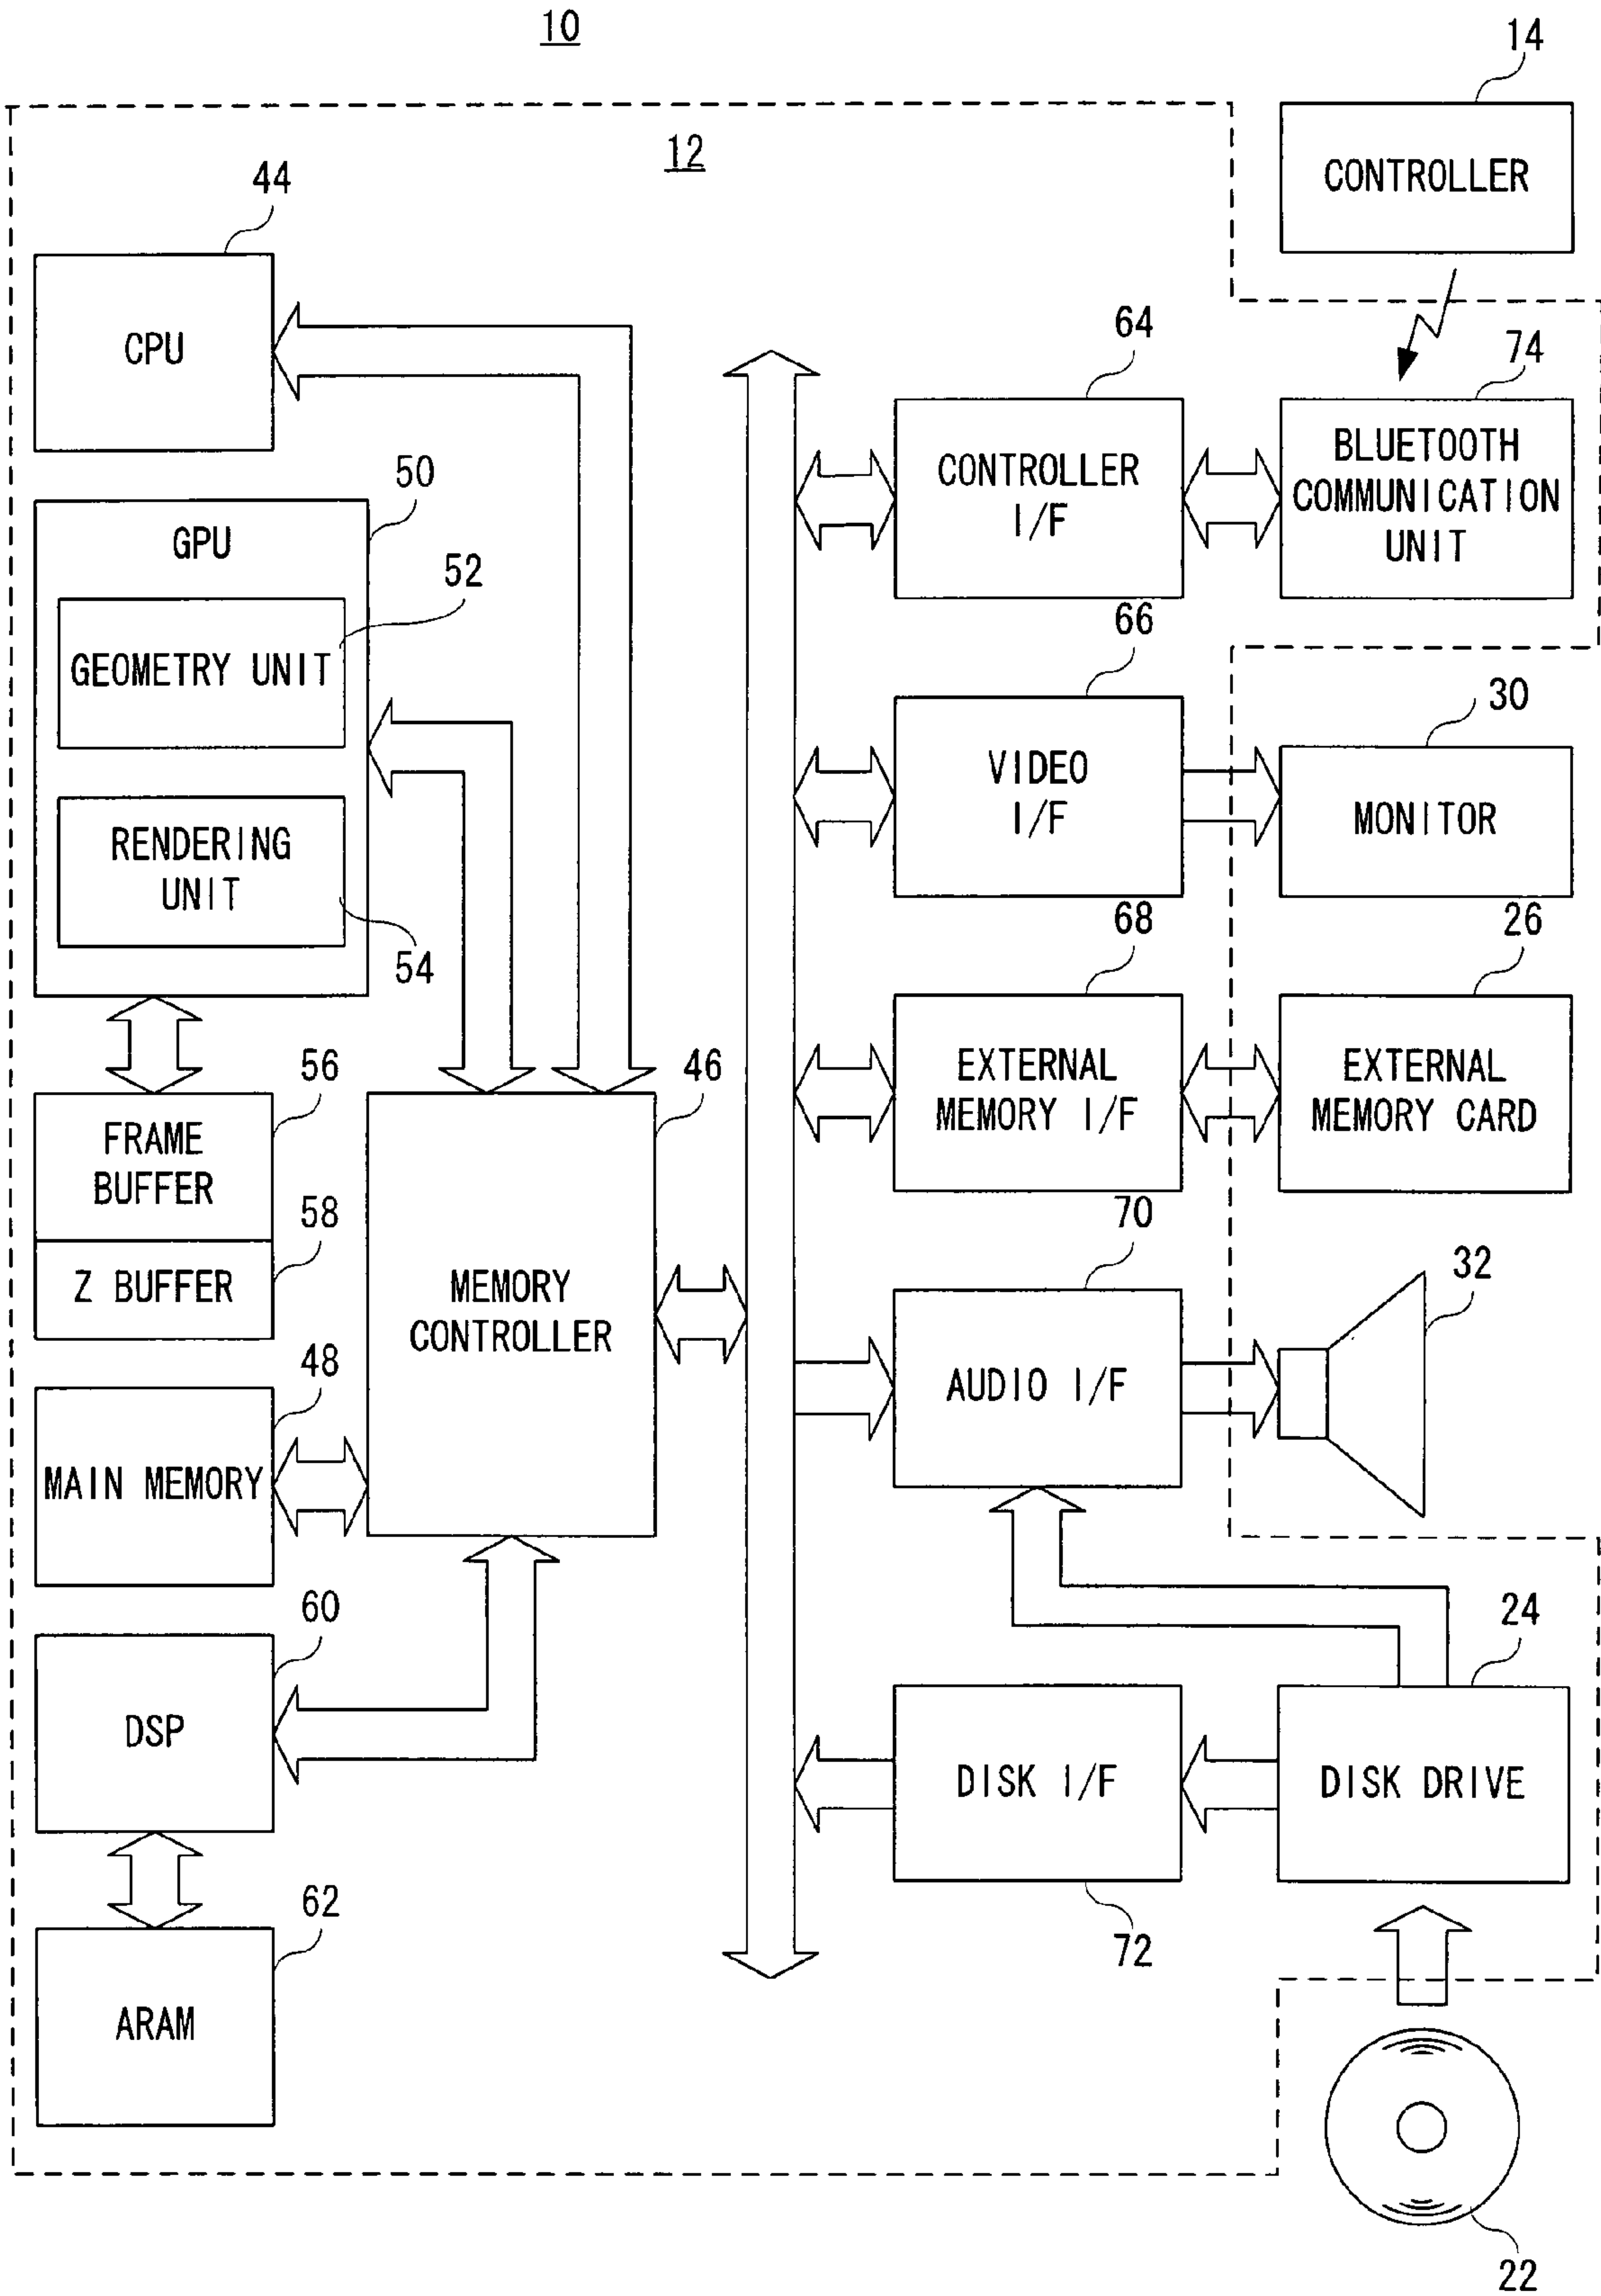 10
14
12
CONTROLLER
44
CPU
64
74
CONTROLLER
I/F
BLUETOOTH
COMMUNICATION
UNIT
50
GPU
52
GEOMETRY UNIT
RENDERING
UNIT
54
66
VIDEO
I/F
30
MONITOR
68
EXTERNAL
MEMORY I/F
26
EXTERNAL
MEMORY CARD
56
FRAME
BUFFER
58
Z BUFFER
46
MEMORY
CONTROLLER
48
MAIN MEMORY
70
AUDIO I/F
32
60
DSP
24
DISK I/F
DISK DRIVE
72
62
ARAM
22